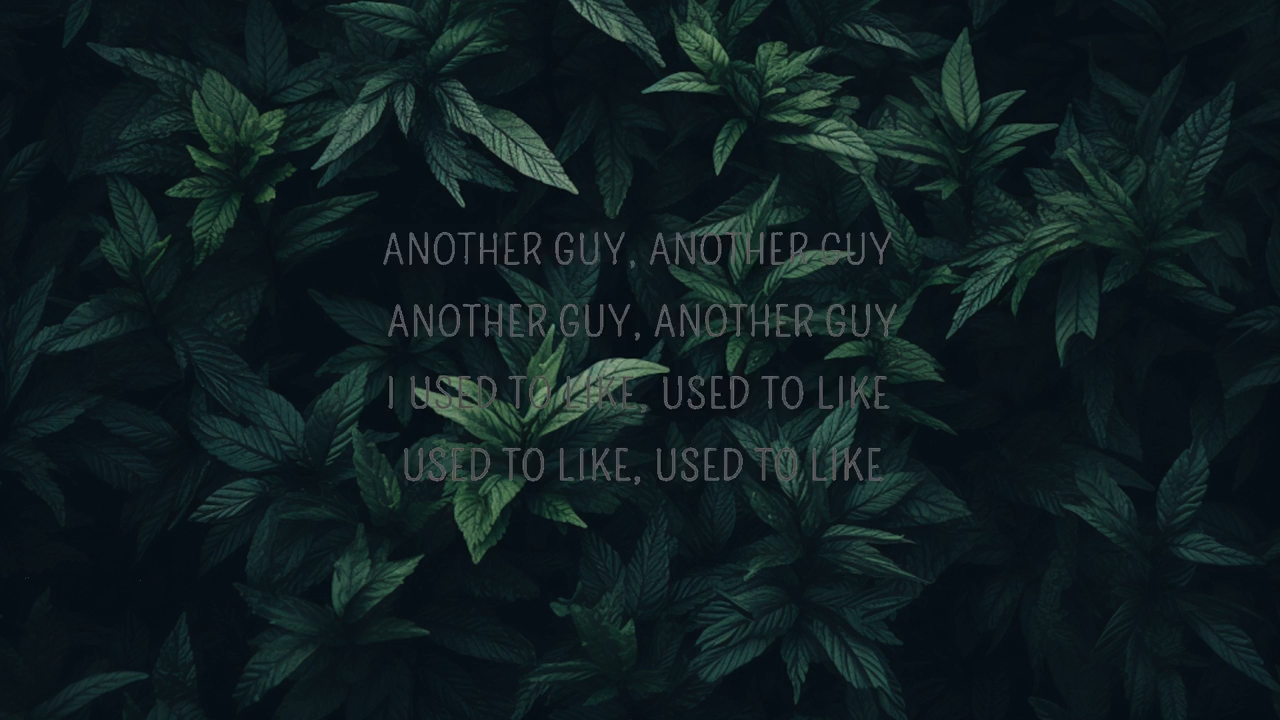 ANOTHER GUY, ANOTHER GUY
ANOTHER GUY, ANOTHER GUY
I USED TO LIKE, USED TO LIKE
USED TO LIKE, USED TO LIKE